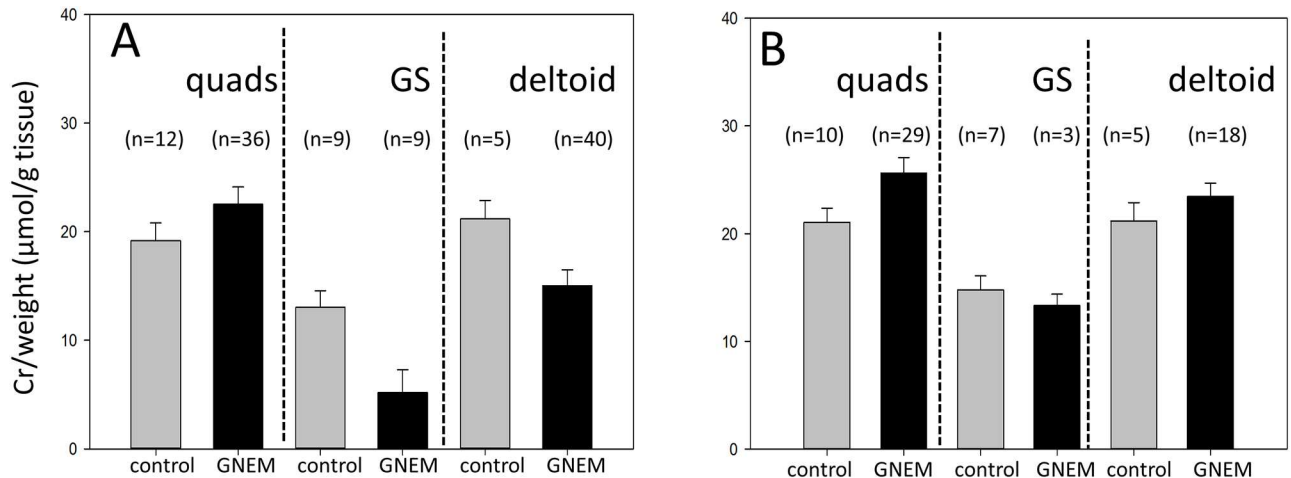 A
quads GS deltoid
(n=12) (n=36) (n=9) (n=9) (n=5) (n=40)
40
30
20
10
0
Cr/weight (μmol/g tissue)
control GNEM control GNEM control GNEM
B
quads GS deltoid
(n=10) (n=29) (n=7) (n=3) (n=5) (n=18)
40
30
20
10
0
control GNEM control GNEM control GNEM